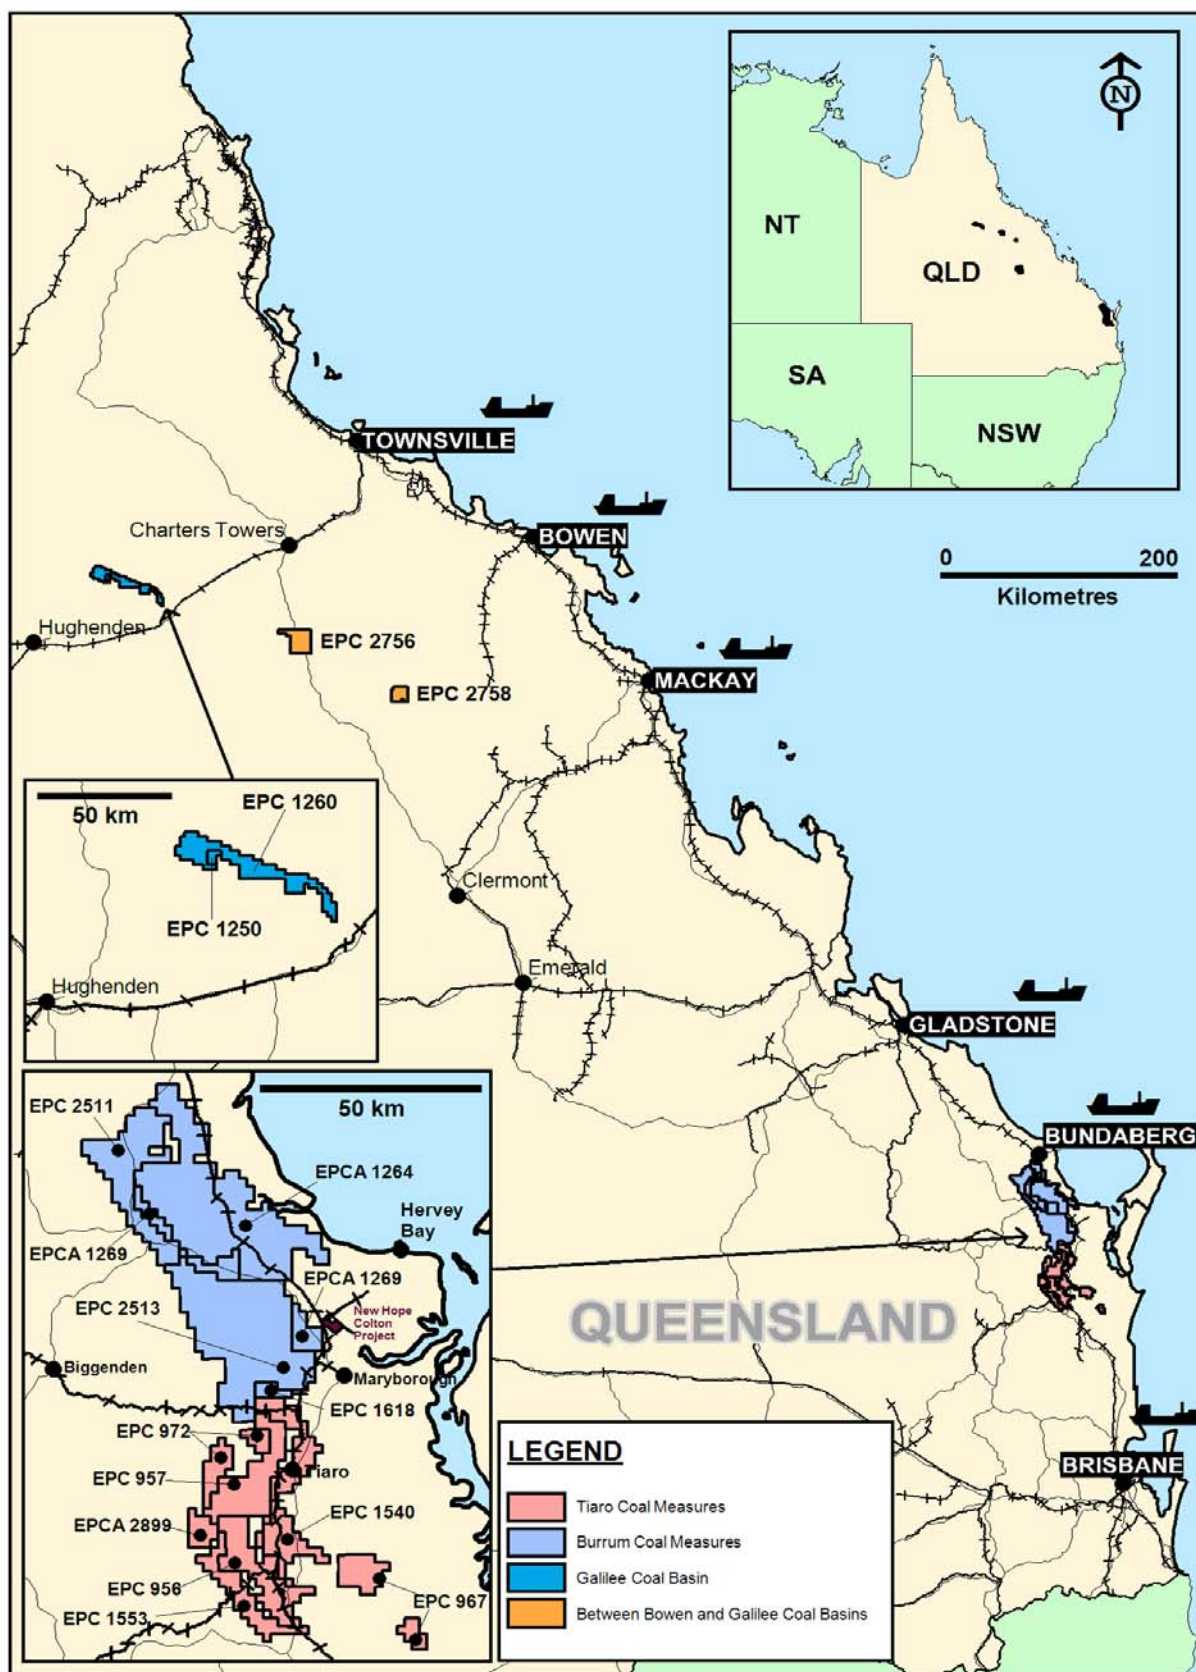 N
NT
QLD
SA
NSW
TOWNSVILLE
BOWEN
Charters Towers
0 200
Kilometres
Hughenden
EPC 2756
MACKAY
EPC 2758
50 km
EPC 1260
EPC 1250
Hughenden
Clermont
Emerald
GLADSTONE
BUNDABERG
QUEENSLAND
BRISBANE
50 km
EPC 2511
EPCA 1264
Hervey
Bay
EPCA 1269
EPCA 1269
EPC 2513
New Hope
Colton
Project
Biggenden
Maryborough
EPC 1618
EPC 972
EPC 957
Tiaro
EPCA 2899
EPC 1540
EPC 956
EPC 967
EPC 1553
LEGEND
Tiaro Coal Measures
Burrum Coal Measures
Galilee Coal Basin
Between Bowen and Galilee Coal Basins